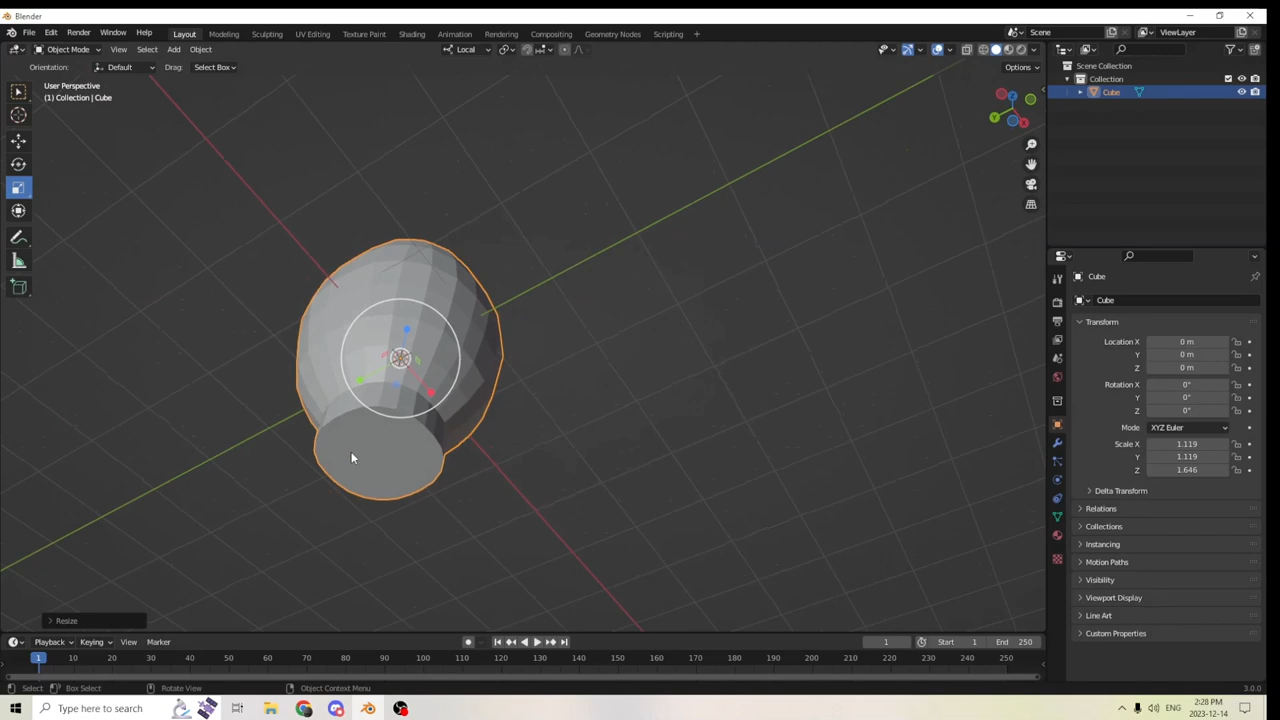 Blender
File Edit Render Window Help Layout Modeling Sculpting UV Editing Texture Paint Shading Animation Rendering Compositing Geometry Nodes Scripting + Scene ViewLayer
Object Mode View Select Add Object Local
Orientation: Default Drag: Select Box Options
User Perspective
(1) Collection | Cube
Scene Collection
Collection
Cube
Z
Y
X
Cube
Cube
Transform
Location X 0 m
Y 0 m
Z 0 m
Rotation X 0°
Y 0°
Z 0°
Mode XYZ Euler
Scale X 1.119
Y 1.119
Z 1.646
Delta Transform
Relations
Collections
Instancing
Motion Paths
Visibility
Viewport Display
Line Art
Custom Properties
Resize
Playback Keying View Marker 1 Start 1 End 250
1 10 20 30 40 50 60 70 80 90 100 110 120 130 140 150 160 170 180 190 200 210 220 230 240 250
Select Box Select Rotate View Object Context Menu 3.0.0
Type here to search ENG 2:28 PM
2023-12-14